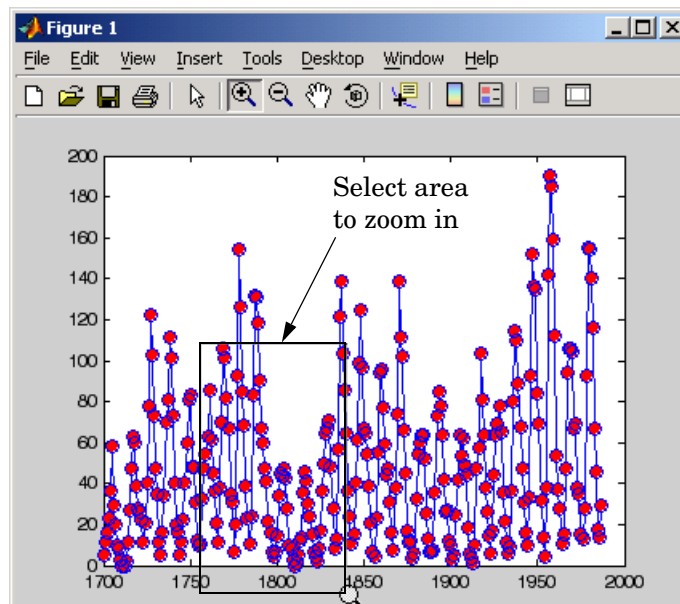 Figure 1
File Edit View Insert Tools Desktop Window Help
200
180
160
140
120
100
80
60
40
20
0
Select area
to zoom in
1700 1750 1800 1850 1900 1950 2000